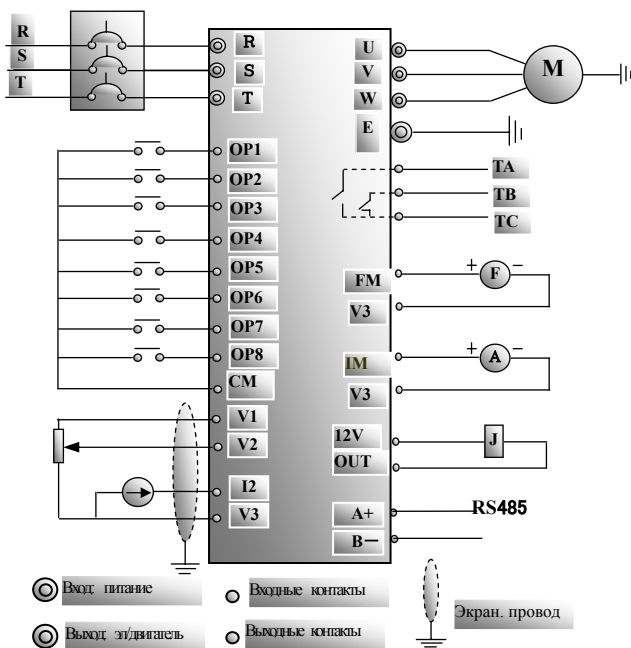 R
S
T
R
S
T
U
V
W
E
M
OP1
OP2
OP3
OP4
OP5
OP6
OP7
OP8
CM
V1
V2
I2
V3
TA
TB
TC
FM
V3
+ F −
IM
V3
+ A −
12V
OUT
J
A+
B−
RS485
Вход: питание
Входные контакты
Выход: эл/двигатель
Выходные контакты
Экран. провод